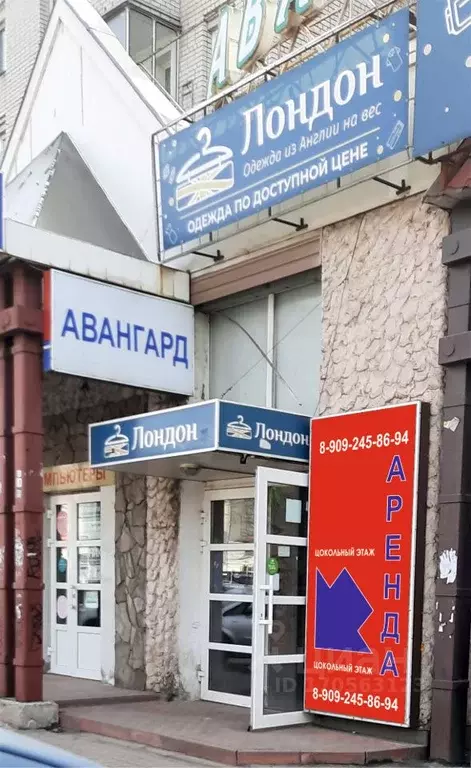 АВА
Лондон
Одежда из Англии на вес
ОДЕЖДА ПО ДОСТУПНОЙ ЦЕНЕ
АВАНГАРД
Лондон
Лондон
МПЬЮТЕРЫ
8-909-245-86-94
АРЕНДА
ЦОКОЛЬНЫЙ ЭТАЖ
ЦОКОЛЬНЫЙ ЭТАЖ
8-909-245-86-94